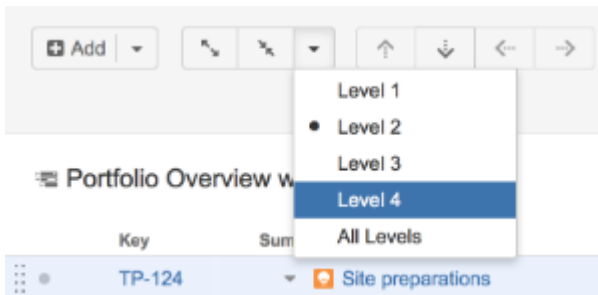 Add
Level 1
Level 2
Level 3
Level 4
All Levels
Portfolio Overview w
Key Sum
TP-124 Site preparations